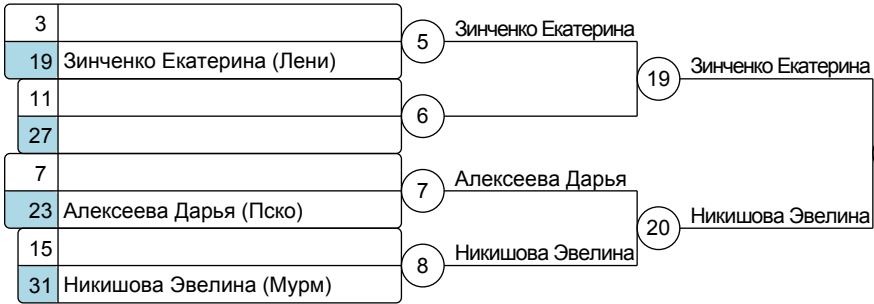 3
19 Зинченко Екатерина (Лени)
11
27
7
23 Алексеева Дарья (Пско)
15
31 Никишова Эвелина (Мурм)
5
6
7
8
Зинченко Екатерина
Алексеева Дарья
Никишова Эвелина
19
20
Зинченко Екатерина
Никишова Эвелина